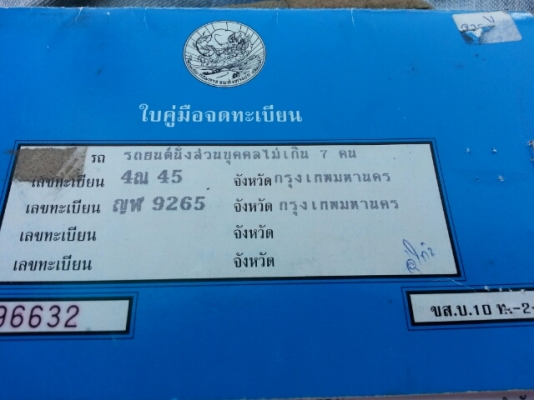 ใบคู่มือจดทะเบียน
รถ รถยนต์นั่งส่วนบุคคลไม่เกิน 7 คน
เลขทะเบียน 4ณ 45 จังหวัด กรุงเทพมหานคร
เลขทะเบียน ญฬ 9265 จังหวัด กรุงเทพมหานคร
เลขทะเบียน จังหวัด
เลขทะเบียน จังหวัด
96632
ขส.บ.10